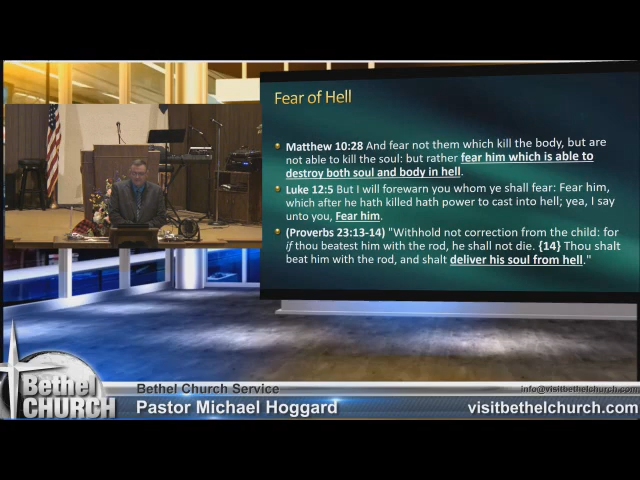 Fear of Hell
Matthew 10:28 And fear not them which kill the body, but are
not able to kill the soul: but rather fear him which is able to
destroy both soul and body in hell.
Luke 12:5 But I will forewarn you whom ye shall fear: Fear him,
which after he hath killed hath power to cast into hell; yea, I say
unto you, Fear him.
(Proverbs 23:13-14) "Withhold not correction from the child: for
if thou beatest him with the rod, he shall not die. {14} Thou shalt
beat him with the rod, and shalt deliver his soul from hell."
Bethel
CHURCH
Bethel Church Service
info@visitbethelchurch.com
Pastor Michael Hoggard
visitbethelchurch.com